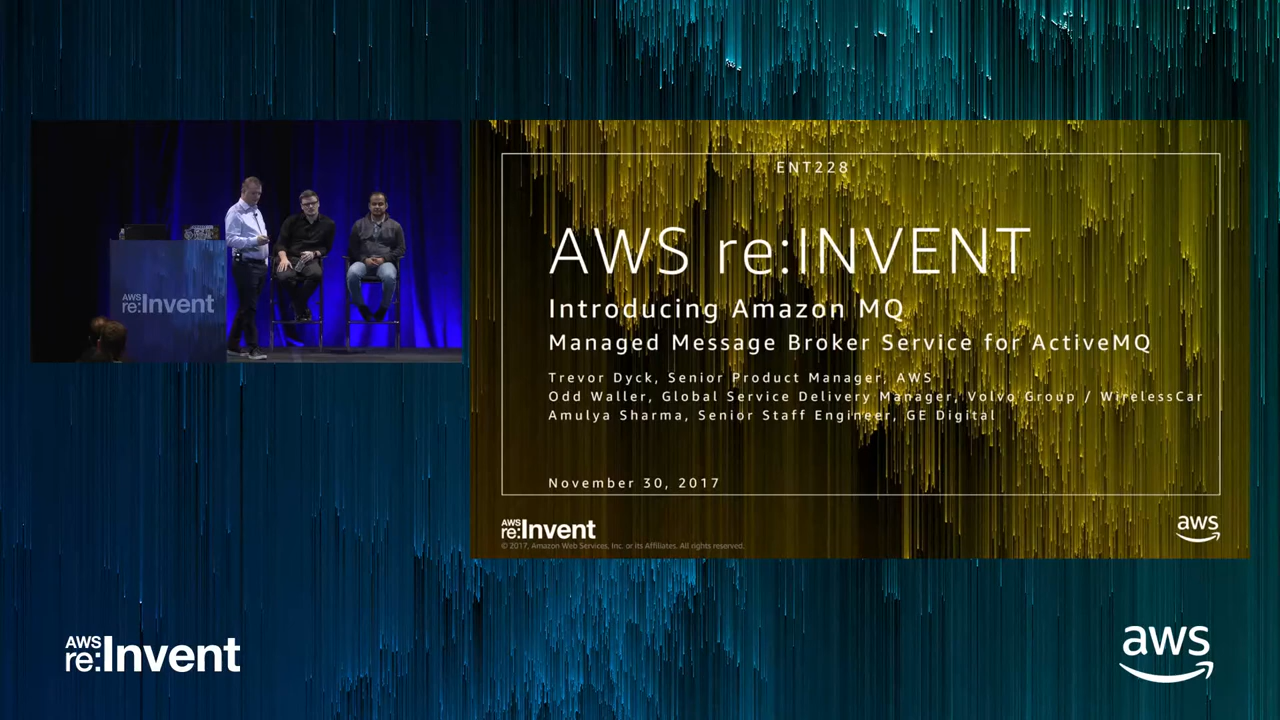 AWS
re:Invent
ENT228
AWS re:INVENT
Introducing Amazon MQ
Managed Message Broker Service for ActiveMQ
Trevor Dyck, Senior Product Manager, AWS
Odd Waller, Global Service Delivery Manager, Volvo Group / WirelessCar
Amulya Sharma, Senior Staff Engineer, GE Digital
November 30, 2017
AWS
re:Invent
aws
© 2017, Amazon Web Services, Inc. or its Affiliates. All rights reserved.
AWS
re:Invent
aws